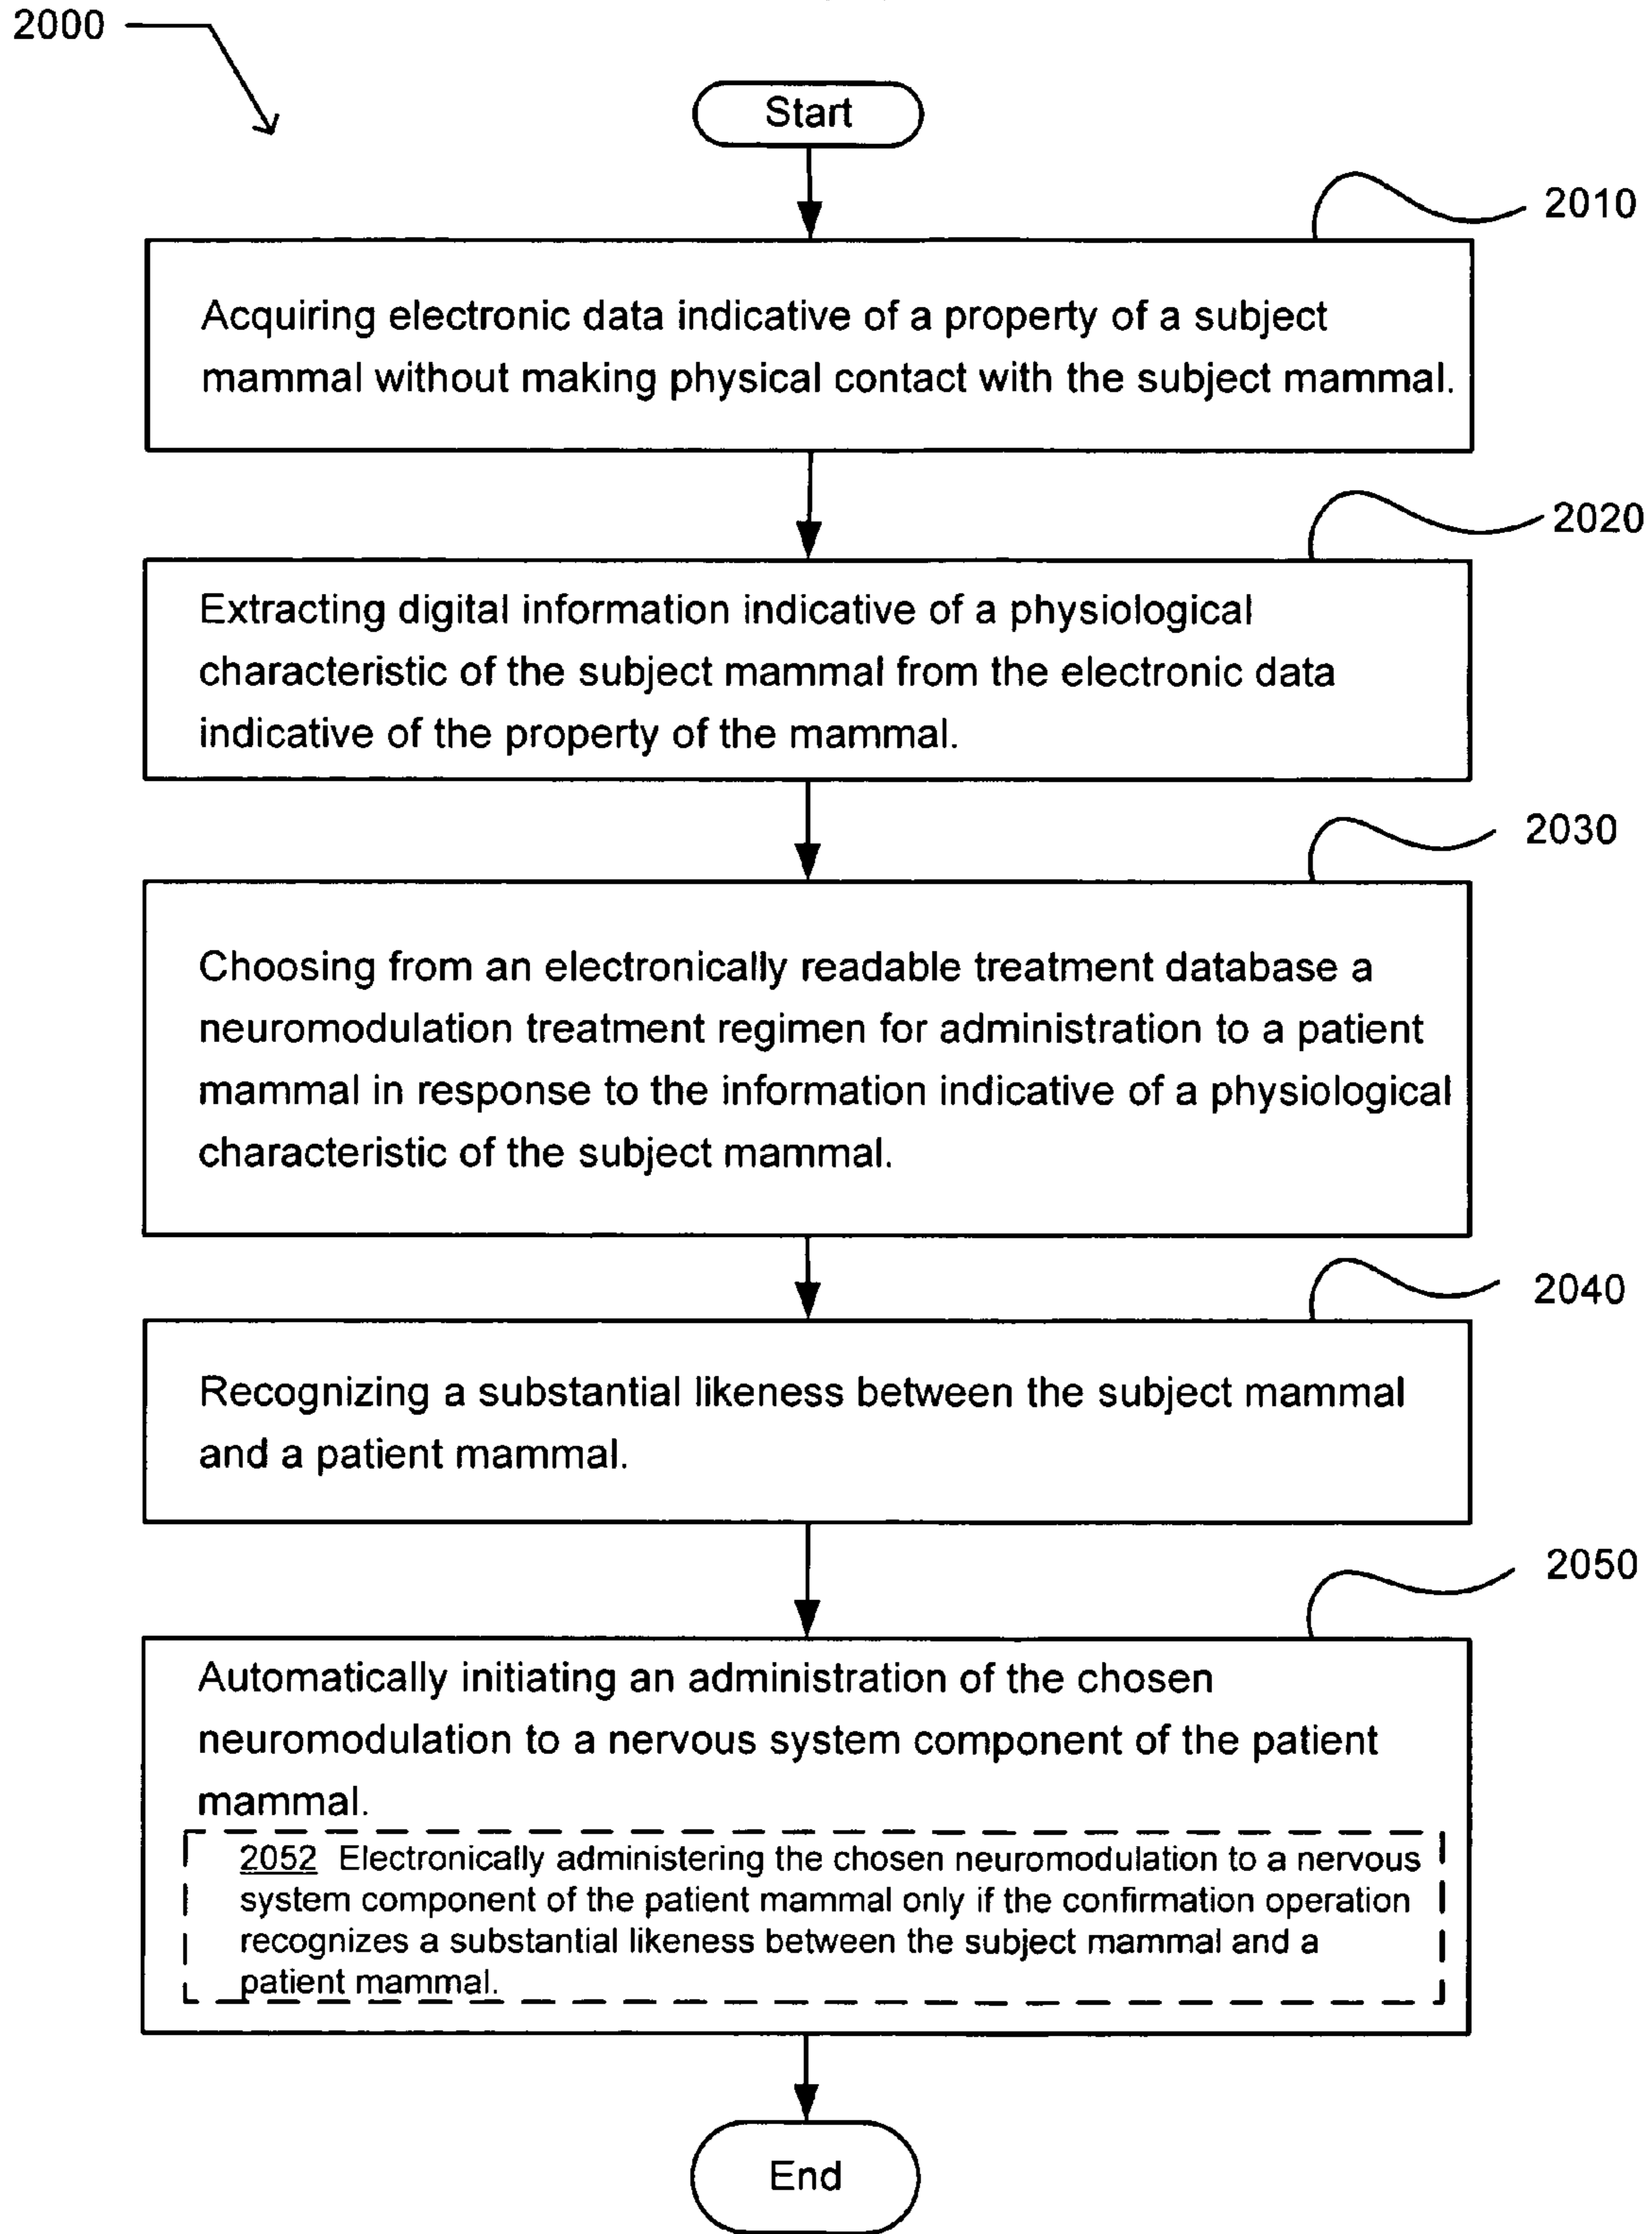 2000
Start
2010
Acquiring electronic data indicative of a property of a subject
mammal without making physical contact with the subject mammal.
2020
Extracting digital information indicative of a physiological
characteristic of the subject mammal from the electronic data
indicative of the property of the mammal.
2030
Choosing from an electronically readable treatment database a
neuromodulation treatment regimen for administration to a patient
mammal in response to the information indicative of a physiological
characteristic of the subject mammal.
2040
Recognizing a substantial likeness between the subject mammal
and a patient mammal.
2050
Automatically initiating an administration of the chosen
neuromodulation to a nervous system component of the patient
mammal.
2052 Electronically administering the chosen neuromodulation to a nervous
system component of the patient mammal only if the confirmation operation
recognizes a substantial likeness between the subject mammal and a
patient mammal.
End